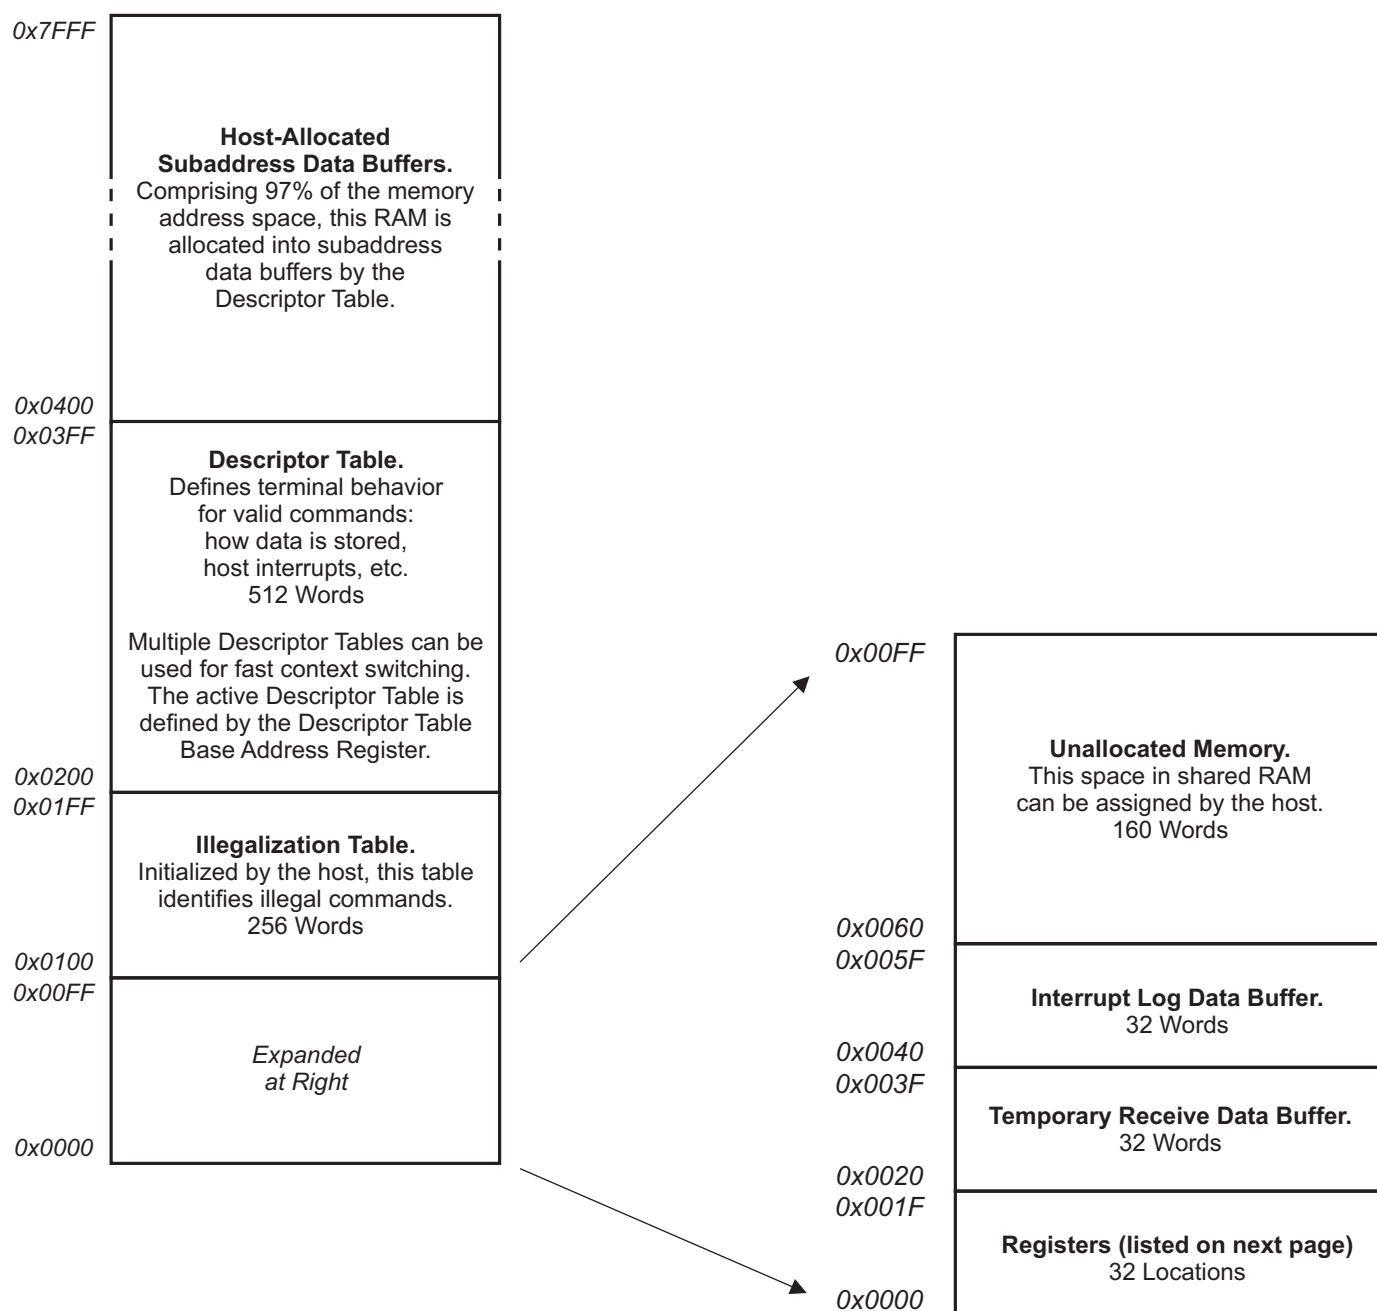 0x7FFF
Host-Allocated
Subaddress Data Buffers.
Comprising 97% of the memory
address space, this RAM is
allocated into subaddress
data buffers by the
Descriptor Table.
0x0400
0x03FF
Descriptor Table.
Defines terminal behavior
for valid commands:
how data is stored,
host interrupts, etc.
512 Words
Multiple Descriptor Tables can be
used for fast context switching.
The active Descriptor Table is
defined by the Descriptor Table
Base Address Register.
0x0200
0x01FF
Illegalization Table.
Initialized by the host, this table
identifies illegal commands.
256 Words
0x0100
0x00FF
Expanded
at Right
0x0000
0x00FF
Unallocated Memory.
This space in shared RAM
can be assigned by the host.
160 Words
0x0060
0x005F
Interrupt Log Data Buffer.
32 Words
0x0040
0x003F
Temporary Receive Data Buffer.
32 Words
0x0020
0x001F
Registers (listed on next page)
32 Locations
0x0000